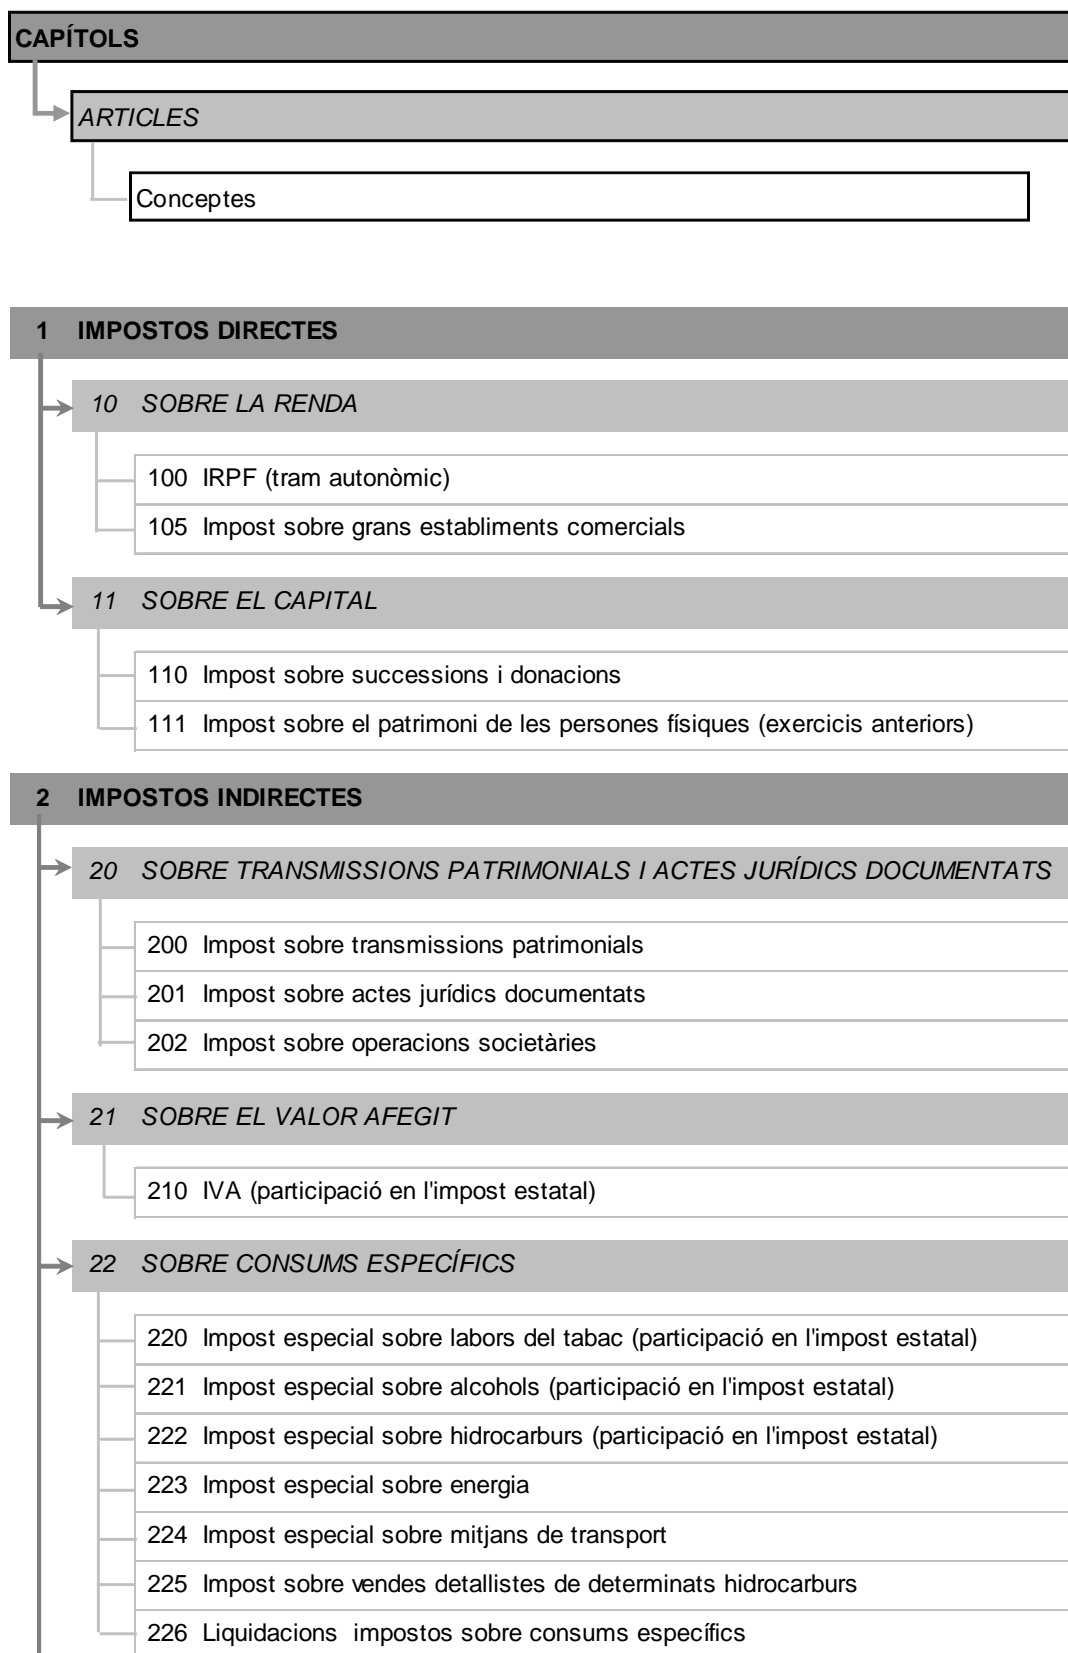 CAPÍTOLS
ARTICLES
Conceptes
1 IMPOSTOS DIRECTES
10 SOBRE LA RENDA
100 IRPF (tram autonòmic)
105 Impost sobre grans establiments comercials
11 SOBRE EL CAPITAL
110 Impost sobre successions i donacions
111 Impost sobre el patrimoni de les persones físiques (exercicis anteriors)
2 IMPOSTOS INDIRECTES
20 SOBRE TRANSMISSIONS PATRIMONIALS I ACTES JURÍDICS DOCUMENTATS
200 Impost sobre transmissions patrimonials
201 Impost sobre actes jurídics documentats
202 Impost sobre operacions societàries
21 SOBRE EL VALOR AFEGIT
210 IVA (participació en l'impost estatal)
22 SOBRE CONSUMS ESPECÍFICS
220 Impost especial sobre labors del tabac (participació en l'impost estatal)
221 Impost especial sobre alcohols (participació en l'impost estatal)
222 Impost especial sobre hidrocarburs (participació en l'impost estatal)
223 Impost especial sobre energia
224 Impost especial sobre mitjans de transport
225 Impost sobre vendes detallistes de determinats hidrocarburs
226 Liquidacions impostos sobre consums específics